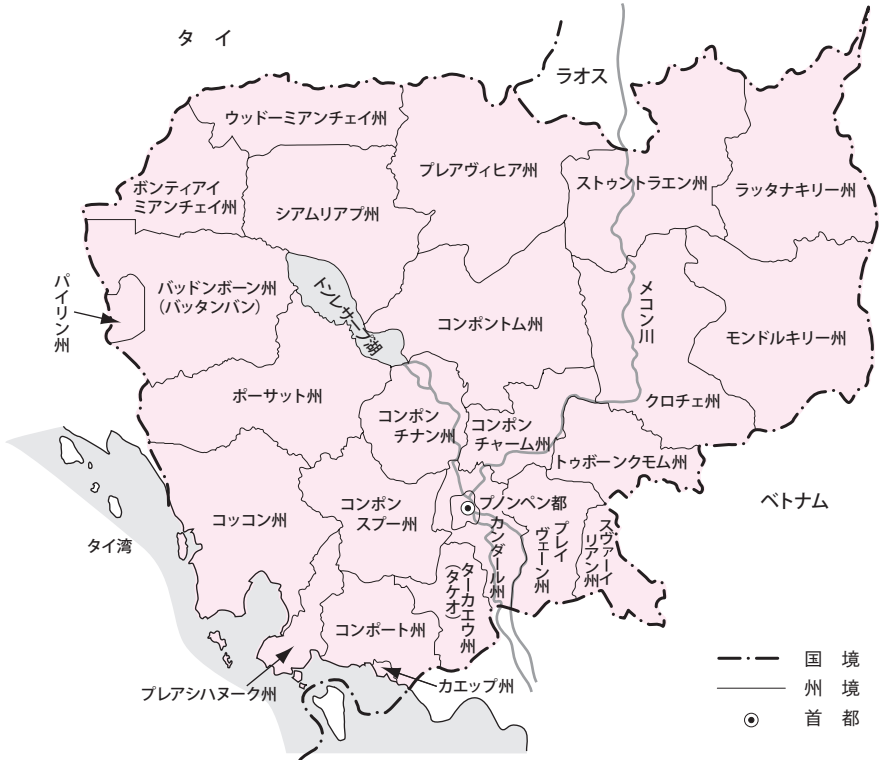 タイ
ラオス
ウッドーミアンチェイ州
プレアヴィヒア州
ストゥントラエン州
ラッタナキリー州
ボンティアイ
ミアンチェイ州
シアムリアプ州
バッドンボーン州
（バッタンバン）
パイリン州
トンレサープ湖
コンポントム州
メコン川
モンドルキリー州
ポーサット州
クロチェ州
コンポン
チナン州
コンポン
チャーム州
トゥボーンクモム州
コッコン州
コンポン
スプー州
プノンペン都
カンダール州
プレイ
ヴェーン州
スヴァーイ
リアン州
ベトナム
タイ湾
ターカエウ州
（タケオ）
コンポート州
プレアシハヌーク州
カエップ州
国境
州境
首都